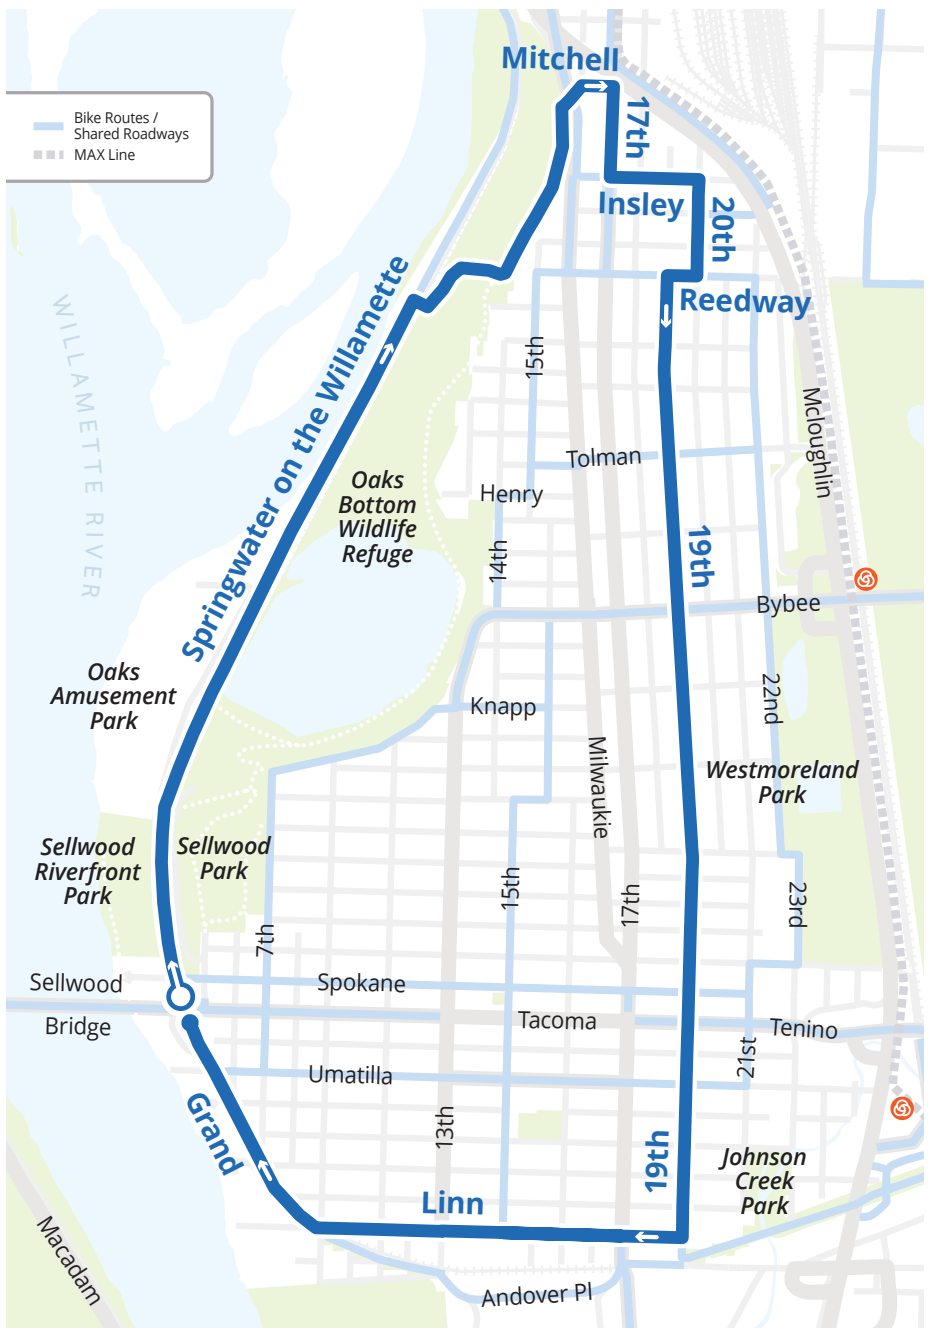 Mitchell
Bike Routes /
Shared Roadways
MAX Line
17th
Insley
20th
Reedway
Springwater on the Willamette
WILLAMETTE RIVER
15th
Mcloughlin
Tolman
Oaks
Bottom
Wildlife
Refuge
Henry
14th
19th
Bybee
Oaks
Amusement
Park
22nd
Knapp
Milwaukie
Westmoreland
Park
Sellwood
Riverfront
Park
Sellwood
Park
15th
17th
23rd
7th
Sellwood
Bridge
Spokane
Tacoma
Tenino
21st
Umatilla
Grand
13th
19th
Johnson
Creek
Park
Linn
Macadam
Andover Pl